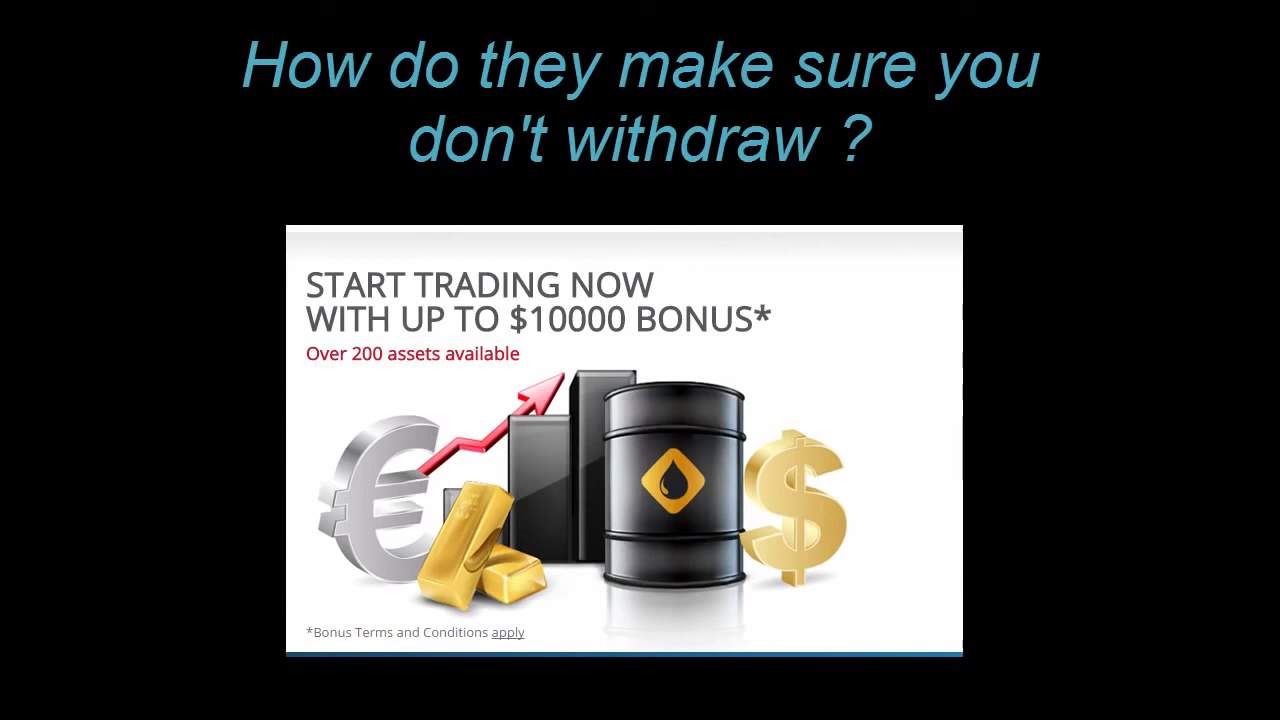 How do they make sure you
don't withdraw ?
START TRADING NOW
WITH UP TO $10000 BONUS*
Over 200 assets available
*Bonus Terms and Conditions apply